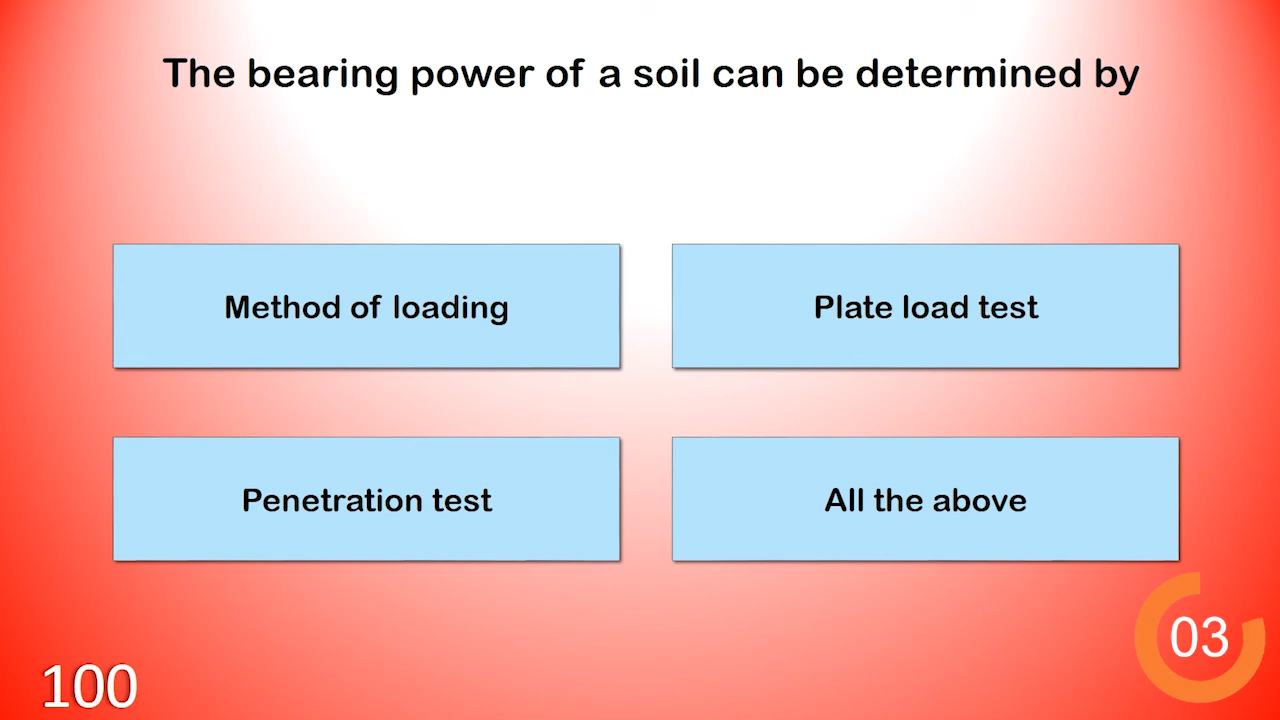 The bearing power of a soil can be determined by
Method of loading
Plate load test
Penetration test
All the above
03
100